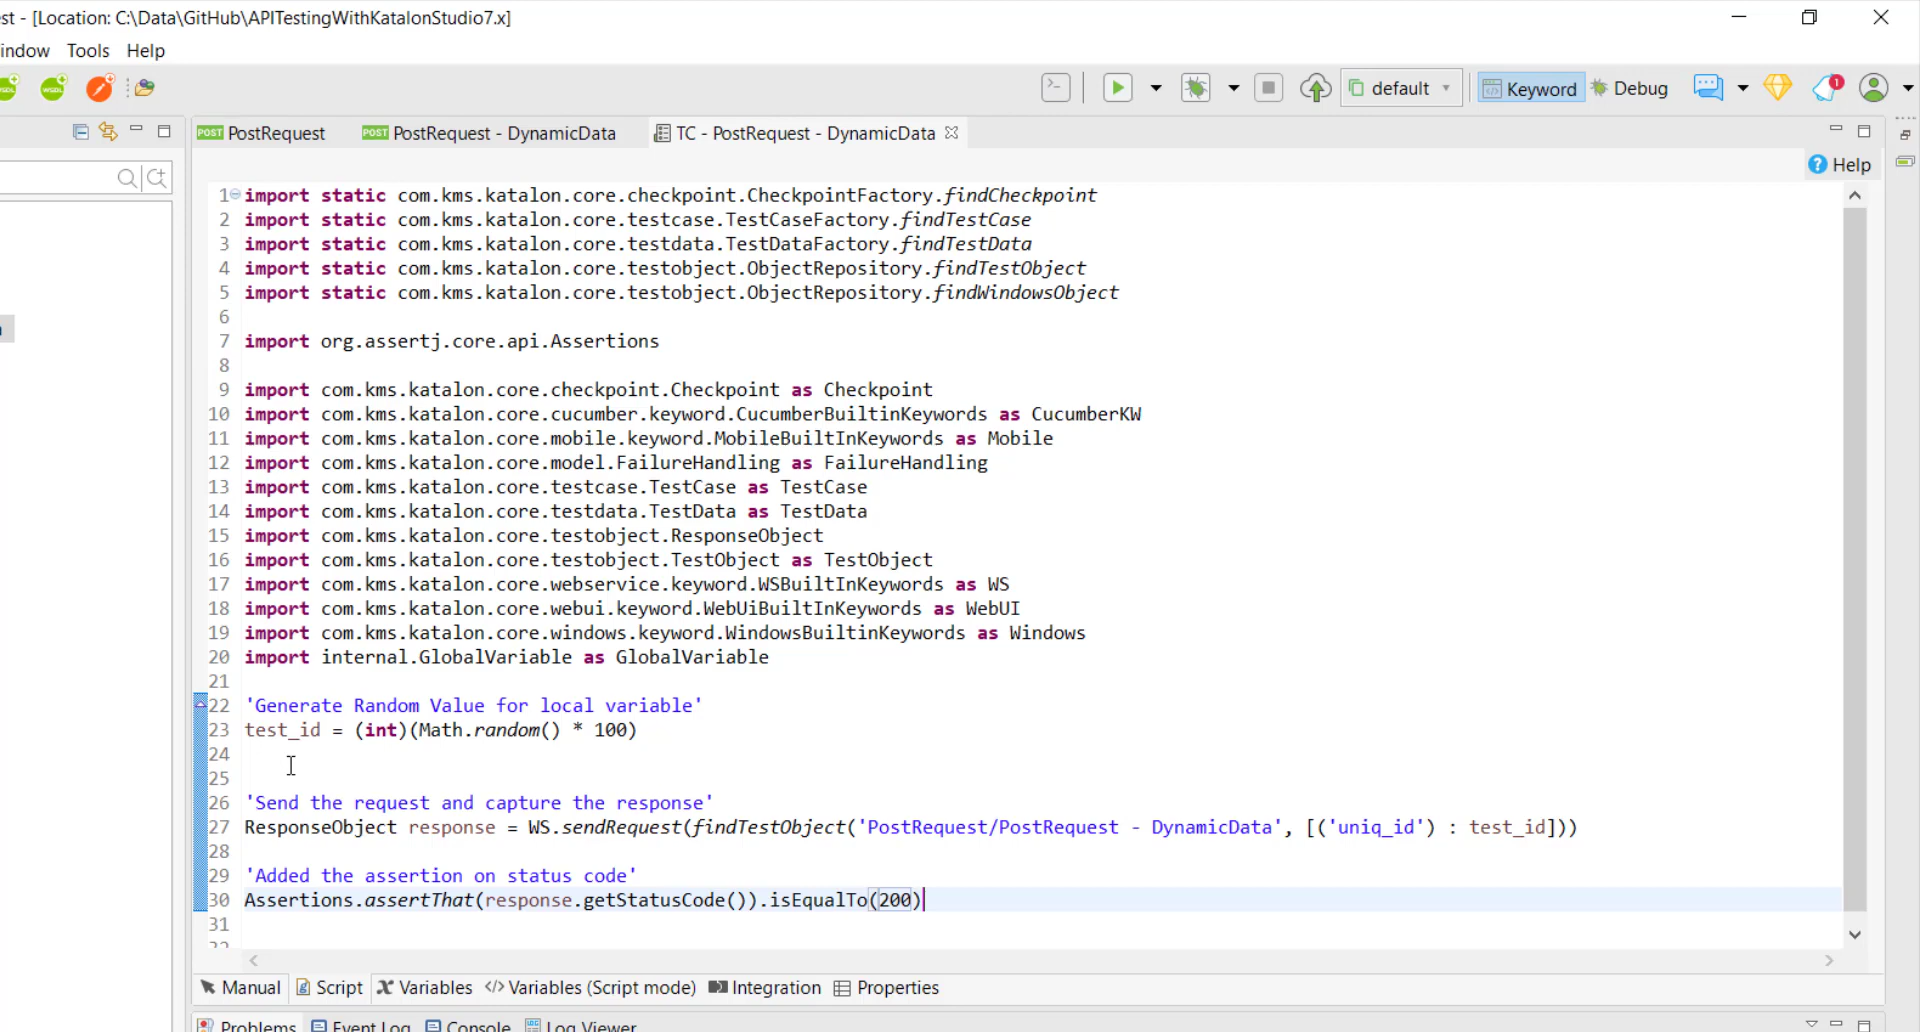 st - [Location: C:\Data\GitHub\APITestingWithKatalonStudio7.x]
indow Tools Help
WSDL WSDL default Keyword Debug 1
POST PostRequest POST PostRequest - DynamicData TC - PostRequest - DynamicData
? Help
1 import static com.kms.katalon.core.checkpoint.CheckpointFactory.findCheckpoint
2 import static com.kms.katalon.core.testcase.TestCaseFactory.findTestCase
3 import static com.kms.katalon.core.testdata.TestDataFactory.findTestData
4 import static com.kms.katalon.core.testobject.ObjectRepository.findTestObject
5 import static com.kms.katalon.core.testobject.ObjectRepository.findWindowsObject
6
7 import org.assertj.core.api.Assertions
8
9 import com.kms.katalon.core.checkpoint.Checkpoint as Checkpoint
10 import com.kms.katalon.core.cucumber.keyword.CucumberBuiltinKeywords as CucumberKW
11 import com.kms.katalon.core.mobile.keyword.MobileBuiltInKeywords as Mobile
12 import com.kms.katalon.core.model.FailureHandling as FailureHandling
13 import com.kms.katalon.core.testcase.TestCase as TestCase
14 import com.kms.katalon.core.testdata.TestData as TestData
15 import com.kms.katalon.core.testobject.ResponseObject
16 import com.kms.katalon.core.testobject.TestObject as TestObject
17 import com.kms.katalon.core.webservice.keyword.WSBuiltInKeywords as WS
18 import com.kms.katalon.core.webui.keyword.WebUiBuiltInKeywords as WebUI
19 import com.kms.katalon.core.windows.keyword.WindowsBuiltinKeywords as Windows
20 import internal.GlobalVariable as GlobalVariable
21
22 'Generate Random Value for local variable'
23 test_id = (int)(Math.random() * 100)
24
25
26 'Send the request and capture the response'
27 ResponseObject response = WS.sendRequest(findTestObject('PostRequest/PostRequest - DynamicData', [('uniq_id') : test_id]))
28
29 'Added the assertion on status code'
30 Assertions.assertThat(response.getStatusCode()).isEqualTo(200)
31
32
Manual Script Variables Variables (Script mode) Integration Properties
Problems Event Log Console Log Viewer